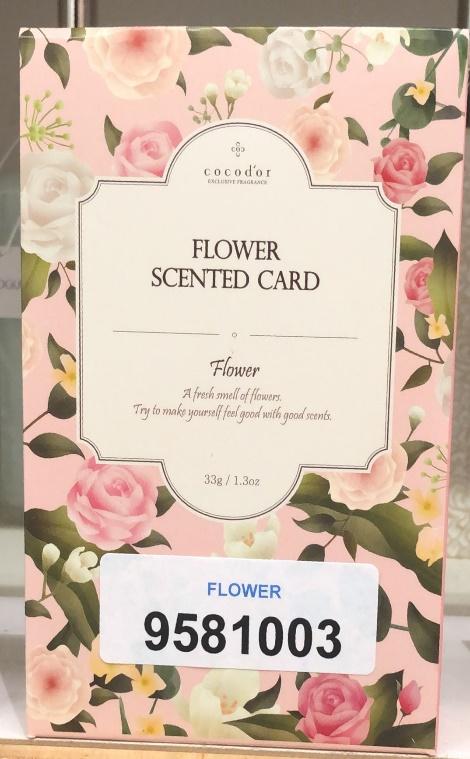 cocod'or
EXCLUSIVE FRAGRANCE
FLOWER
SCENTED CARD
Flower
A fresh smell of flowers.
Try to make yourself feel good with good scents.
33g / 1.3oz
FLOWER
9581003